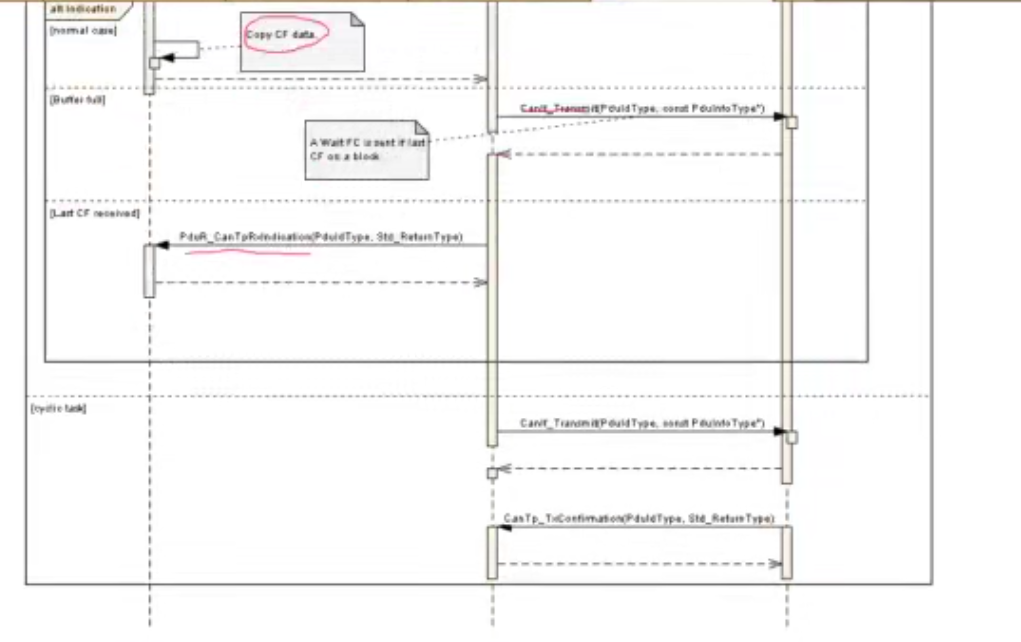 alt Indication
[normal case]
Copy CF data.
[Buffer full]
CanIf_Transmit(PduIdType, const PduInfoType*)
A Wait FC is sent if last
CF on a block.
[Last CF received]
PduR_CanTpRxIndication(PduIdType, Std_ReturnType)
[cyclic task]
CanIf_Transmit(PduIdType, const PduInfoType*)
CanTp_TxConfirmation(PduIdType, Std_ReturnType)